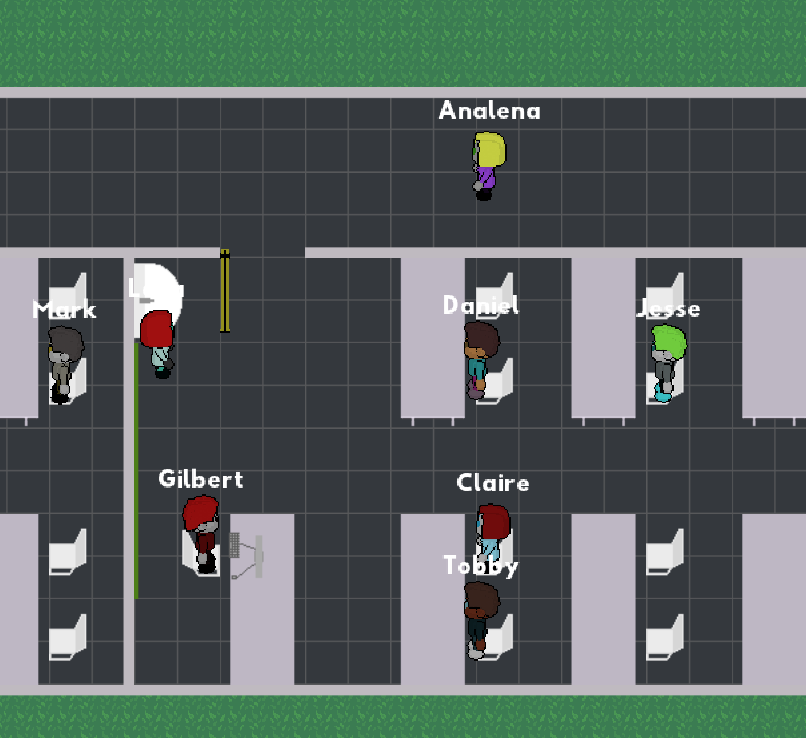 Analena
Mark
Daniel
Jesse
Gilbert
Claire
Tobby